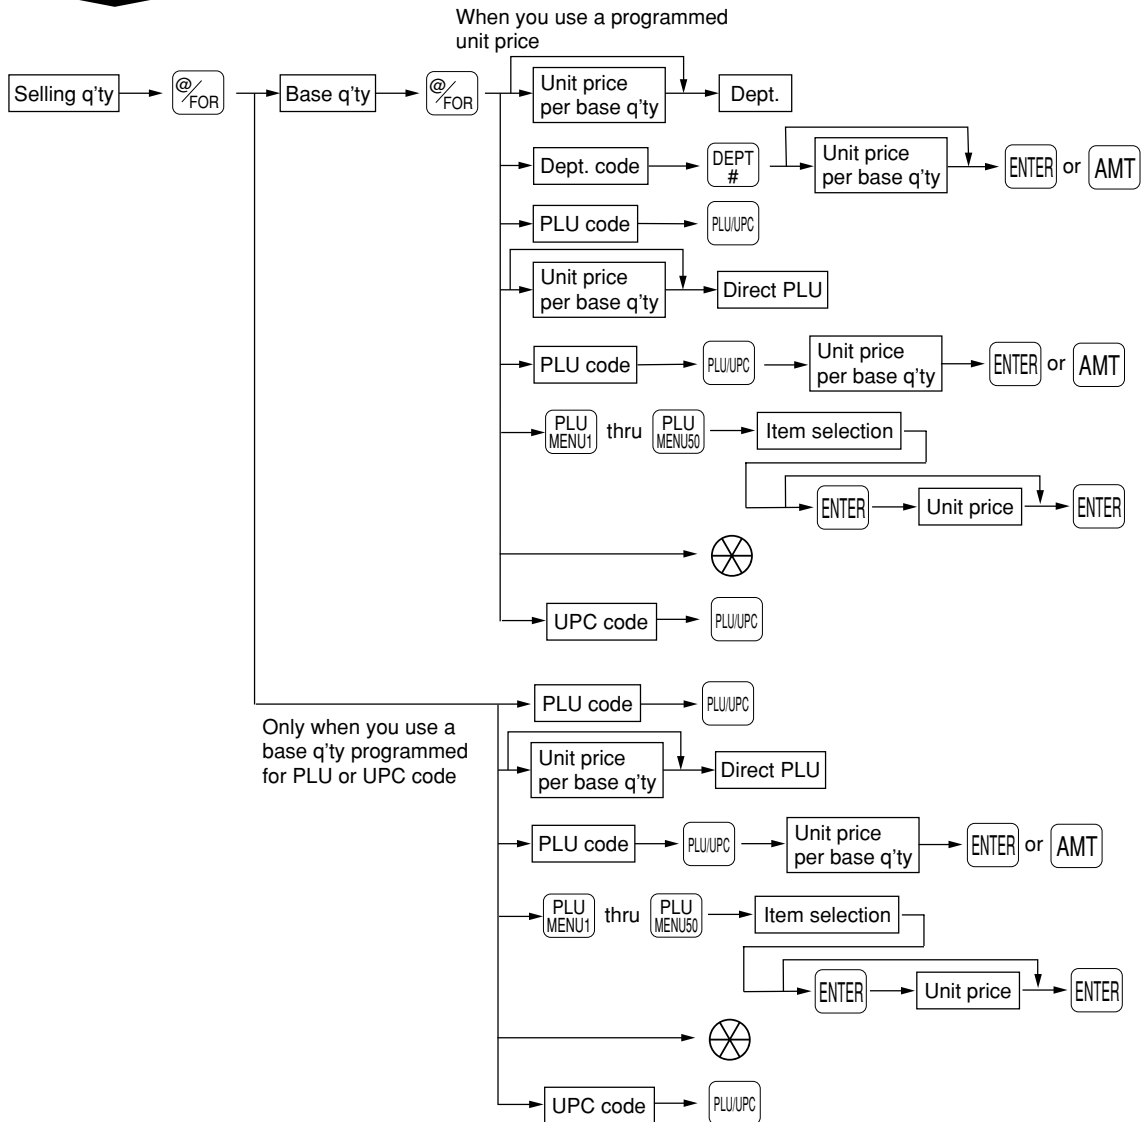 When you use a programmed
unit price
Selling q'ty
@/FOR
Base q'ty
@/FOR
Unit price
per base q'ty
Dept.
Dept. code
DEPT
#
Unit price
per base q'ty
ENTER or AMT
PLU code
PLU/UPC
Unit price
per base q'ty
Direct PLU
PLU code
PLU/UPC
Unit price
per base q'ty
ENTER or AMT
PLU
MENU1
thru
PLU
MENU50
Item selection
ENTER
Unit price
ENTER
UPC code
PLU/UPC
Only when you use a
base q'ty programmed
for PLU or UPC code
PLU code
PLU/UPC
Unit price
per base q'ty
Direct PLU
PLU code
PLU/UPC
Unit price
per base q'ty
ENTER or AMT
PLU
MENU1
thru
PLU
MENU50
Item selection
ENTER
Unit price
ENTER
UPC code
PLU/UPC